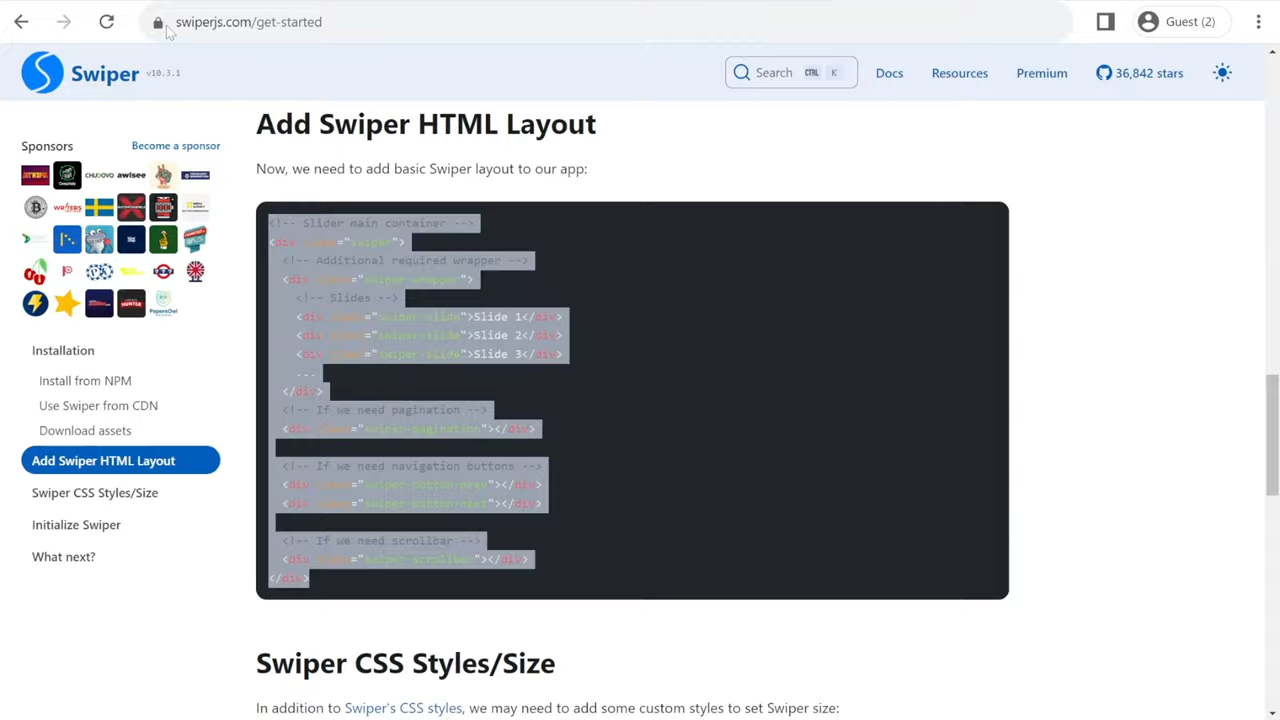 swiperjs.com/get-started
Guest (2)
Swiper v10.3.1
Search CTRL K
Docs
Resources
Premium
36,842 stars
Sponsors
Become a sponsor
CHUDOVO
awisee
WRITERS
HUNTER
PapersOwl
Installation
Install from NPM
Use Swiper from CDN
Download assets
Add Swiper HTML Layout
Swiper CSS Styles/Size
Initialize Swiper
What next?
Add Swiper HTML Layout
Now, we need to add basic Swiper layout to our app:
<!-- Slider main container -->
<div class="swiper">
<!-- Additional required wrapper -->
<div class="swiper-wrapper">
<!-- Slides -->
<div class="swiper-slide">Slide 1</div>
<div class="swiper-slide">Slide 2</div>
<div class="swiper-slide">Slide 3</div>
...
</div>
<!-- If we need pagination -->
<div class="swiper-pagination"></div>
<!-- If we need navigation buttons -->
<div class="swiper-button-prev"></div>
<div class="swiper-button-next"></div>
<!-- If we need scrollbar -->
<div class="swiper-scrollbar"></div>
</div>
Swiper CSS Styles/Size
In addition to Swiper's CSS styles, we may need to add some custom styles to set Swiper size: